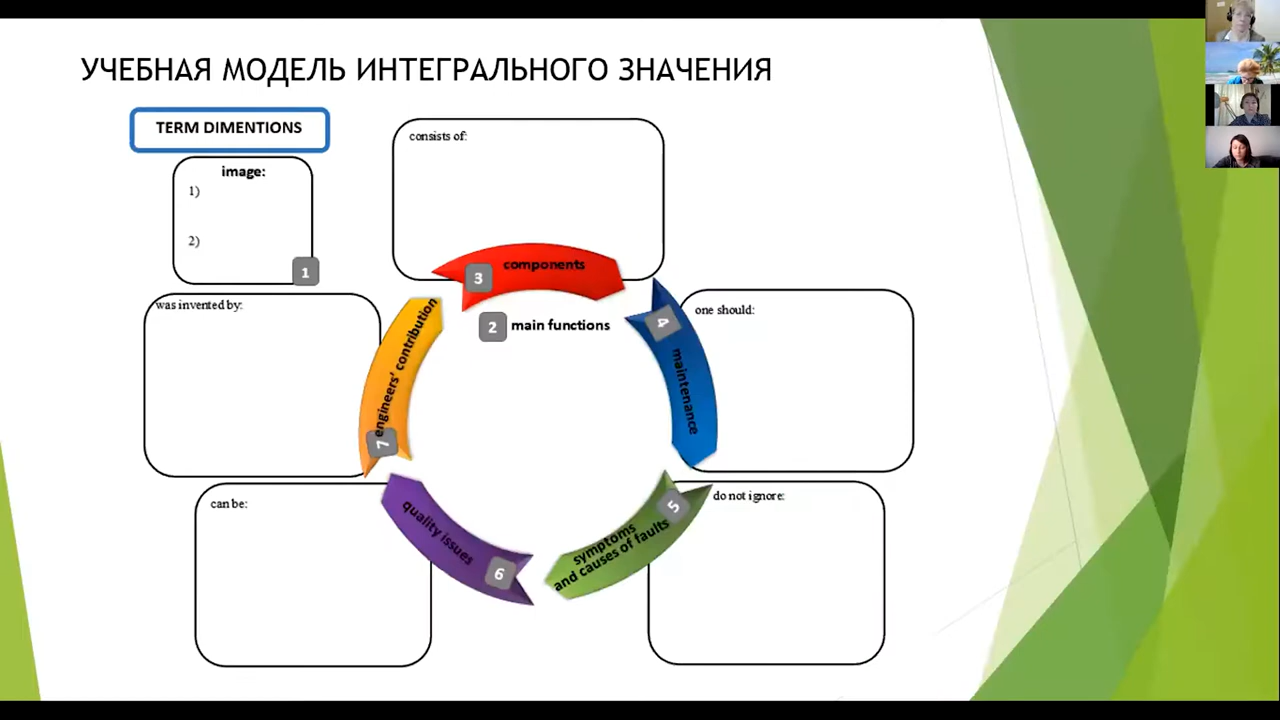 УЧЕБНАЯ МОДЕЛЬ ИНТЕГРАЛЬНОГО ЗНАЧЕНИЯ
TERM DIMENTIONS
image:
1)
2)
1
consists of:
3
components
2
main functions
4
maintenance
one should:
5
symptoms
and causes of faults
do not ignore:
6
quality issues
can be:
7
engineers' contribution
was invented by: